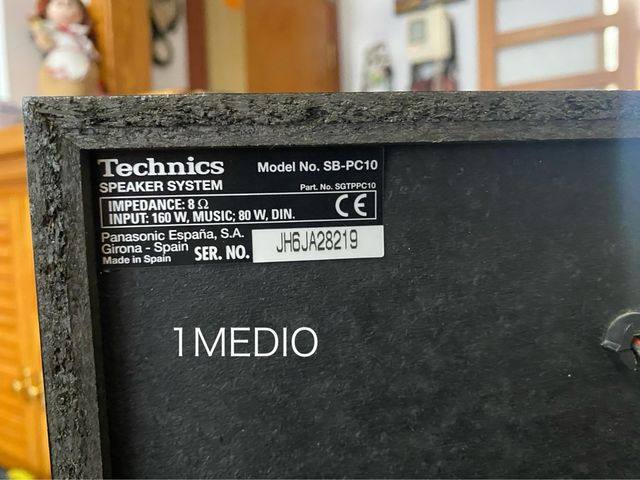 Technics Model No. SB-PC10
SPEAKER SYSTEM Part. No. SGTPPC10
IMPEDANCE: 8 Ω
INPUT: 160 W, MUSIC; 80 W, DIN. CE
Panasonic España, S.A.
Girona - Spain
Made in Spain SER. NO. JH6JA28219
1MEDIO